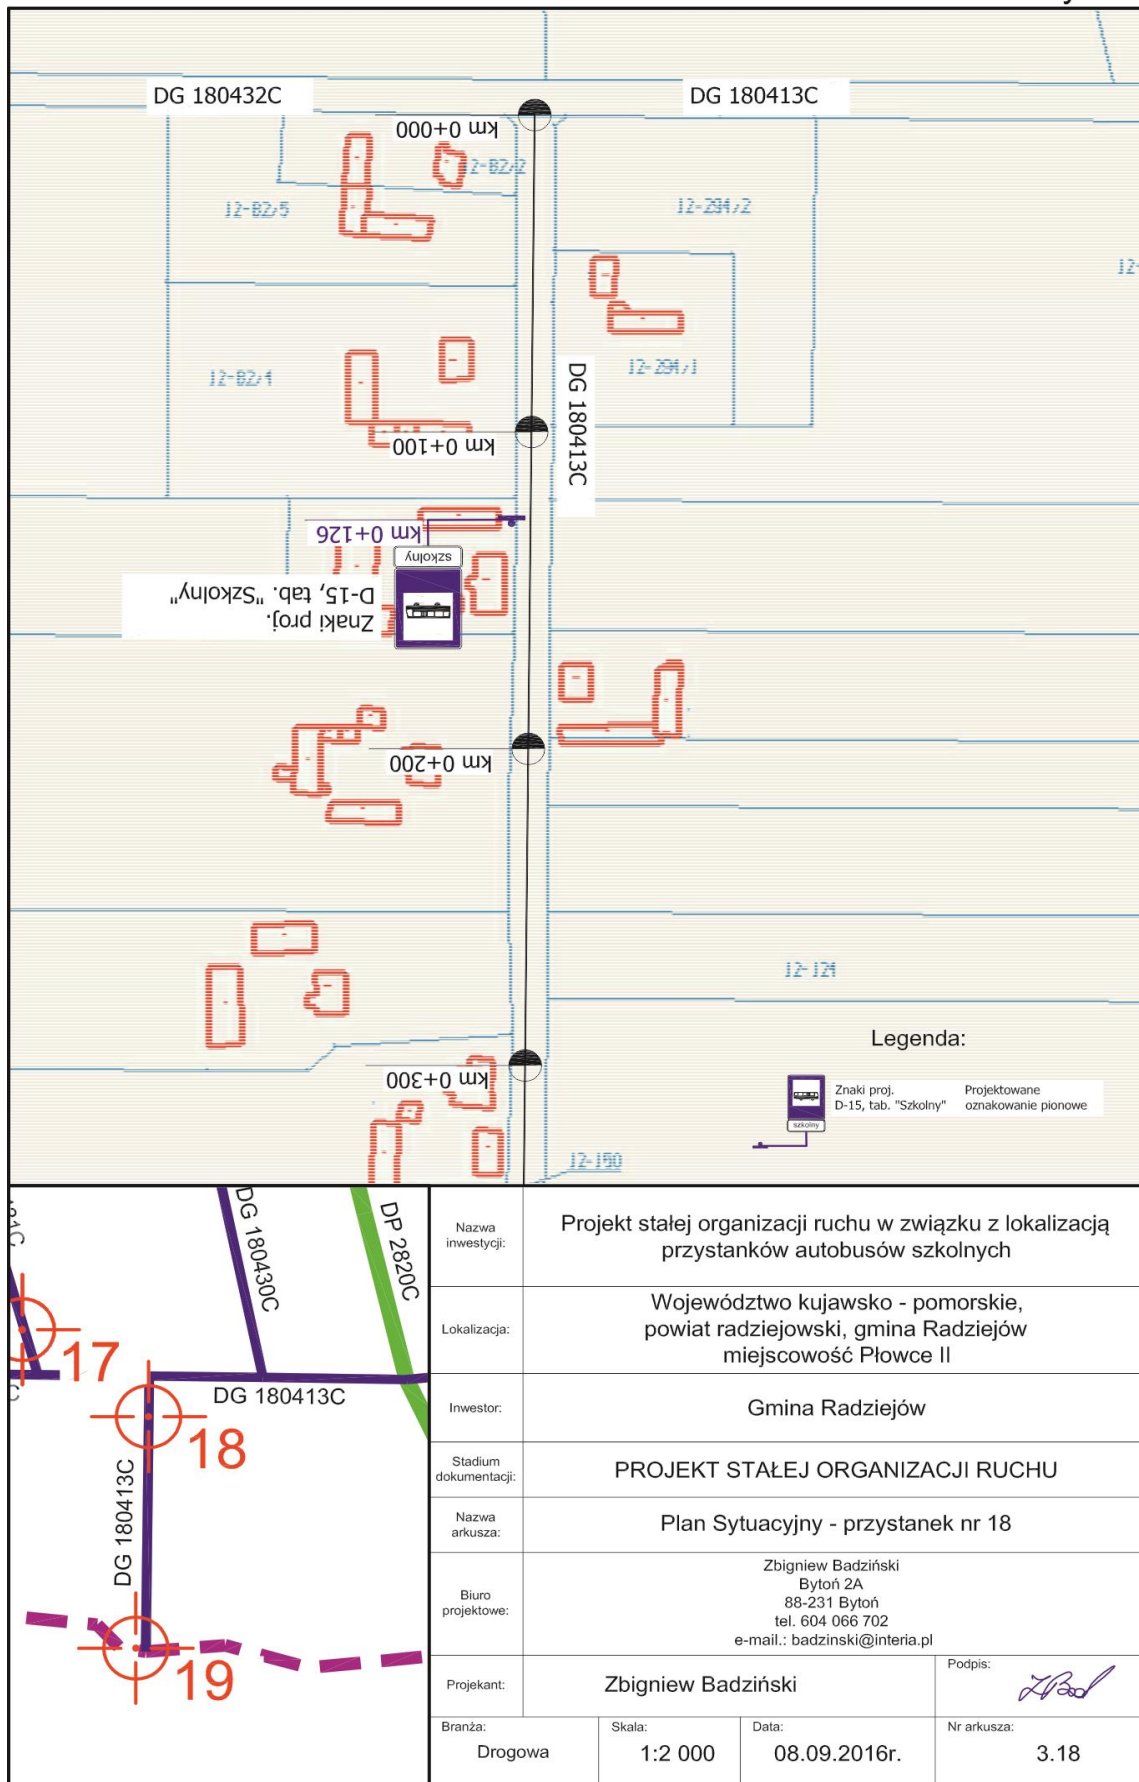 DG 180432C
DG 180413C
km 0+000
12-82/2
12-82/5
12-294/2
12-
12-82/4
12-294/1
DG 180413C
km 0+100
km 0+126
szkolny
Znaki proj.
D-15, tab. "Szkolny"
km 0+200
12-121
km 0+300
Legenda:
Znaki proj.
D-15, tab. "Szkolny"
Projektowane
oznakowanie pionowe
szkolny
DG 180430C
DP 2820C
17
DG 180413C
18
DG 180413C
19
Nazwa
inwestycji:
Projekt stałej organizacji ruchu w związku z lokalizacją
przystanków autobusów szkolnych
Lokalizacja:
Województwo kujawsko - pomorskie,
powiat radziejowski, gmina Radziejów
miejscowość Płowce II
Inwestor:
Gmina Radziejów
Stadium
dokumentacji:
PROJEKT STAŁEJ ORGANIZACJI RUCHU
Nazwa
arkusza:
Plan Sytuacyjny - przystanek nr 18
Biuro
projektowe:
Zbigniew Badziński
Bytoń 2A
88-231 Bytoń
tel. 604 066 702
e-mail.: badzinski@interia.pl
Projekant:
Zbigniew Badziński
Podpis:
Branża:
Drogowa
Skala:
1:2 000
Data:
08.09.2016r.
Nr arkusza:
3.18